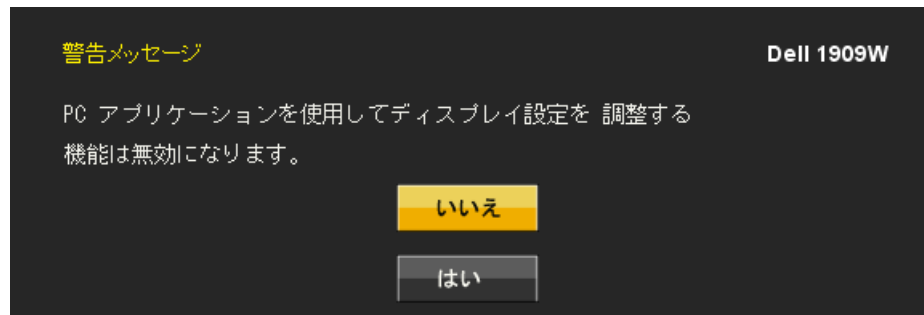 警告メッセージ
Dell 1909W
PC アプリケーションを使用してディスプレイ設定を 調整する
機能は無効になります。
いいえ
はい